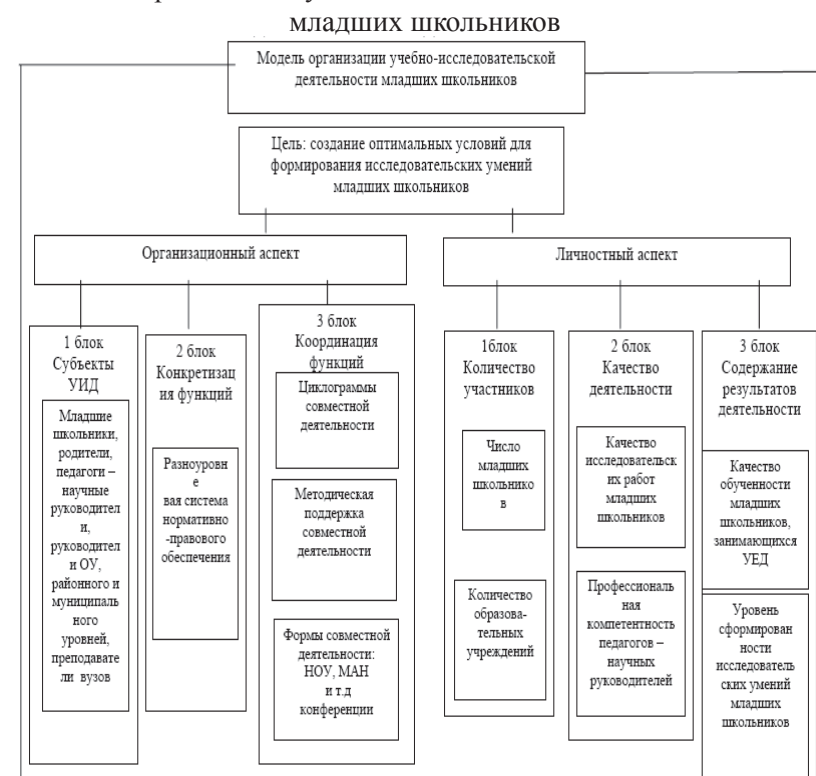 младших школьников
Модель организации учебно-исследовательской
деятельности младших школьников
Цель: создание оптимальных условий для
формирования исследовательских умений
младших школьников
Организационный аспект
Личностный аспект
1 блок
Субъекты
УИД
Младшие
школьники,
родители,
педагоги –
научные
руководител
и,
руководител
и ОУ,
районного и
муниципаль
ного
уровней,
преподавате
ли вузов
2 блок
Конкретизац
ия функций
Разноуровне
вая система
нормативно
-правового
обеспечения
3 блок
Координация
функций
Циклограммы
совместной
деятельности
Методическая
поддержка
совместной
деятельности
Формы совместной
деятельности:
НОУ, МАН
и т.д
конференции
1блок
Количество
участников
Число
младших
школьнико
в
Количество
образова-
тельных
учреждений
2 блок
Качество
деятельности
Качество
исследовательск
их работ
младших
школьников
Профессиональ
ная
компетентность
педагогов –
научных
руководителей
3 блок
Содержание
результатов
деятельности
Качество
обученности
младших
школьников,
занимающихся
УЕД
Уровень
сформирован
ности
исследователь
ских умений
младших
школьников